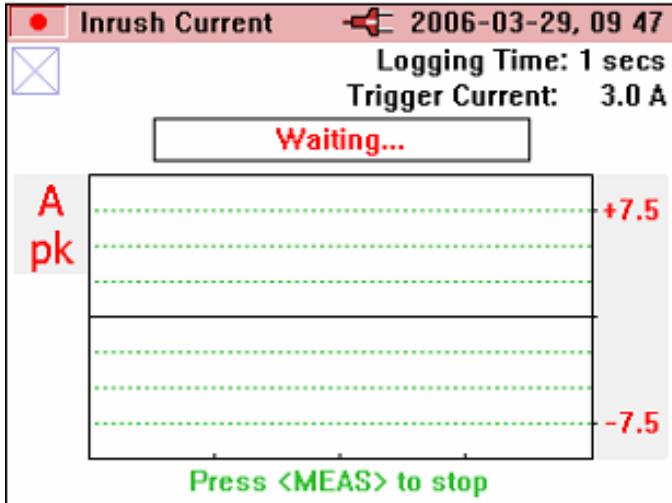 Inrush Current 2006-03-29, 09 47
Logging Time: 1 secs
Trigger Current: 3.0 A
Waiting...
A
pk
+7.5
-7.5
Press <MEAS> to stop